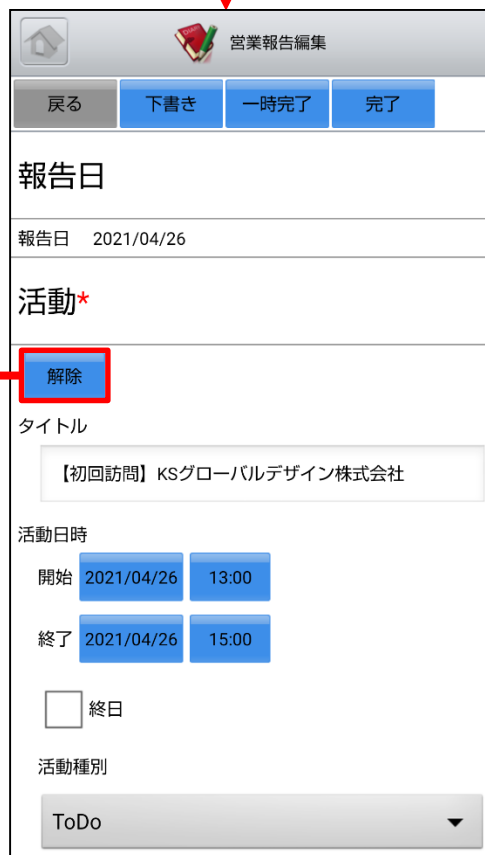 営業報告編集
戻る 下書き 一時完了 完了
報告日
報告日 2021/04/26
活動*
解除
タイトル
【初回訪問】KSグローバルデザイン株式会社
活動日時
開始 2021/04/26 13:00
終了 2021/04/26 15:00
終日
活動種別
ToDo